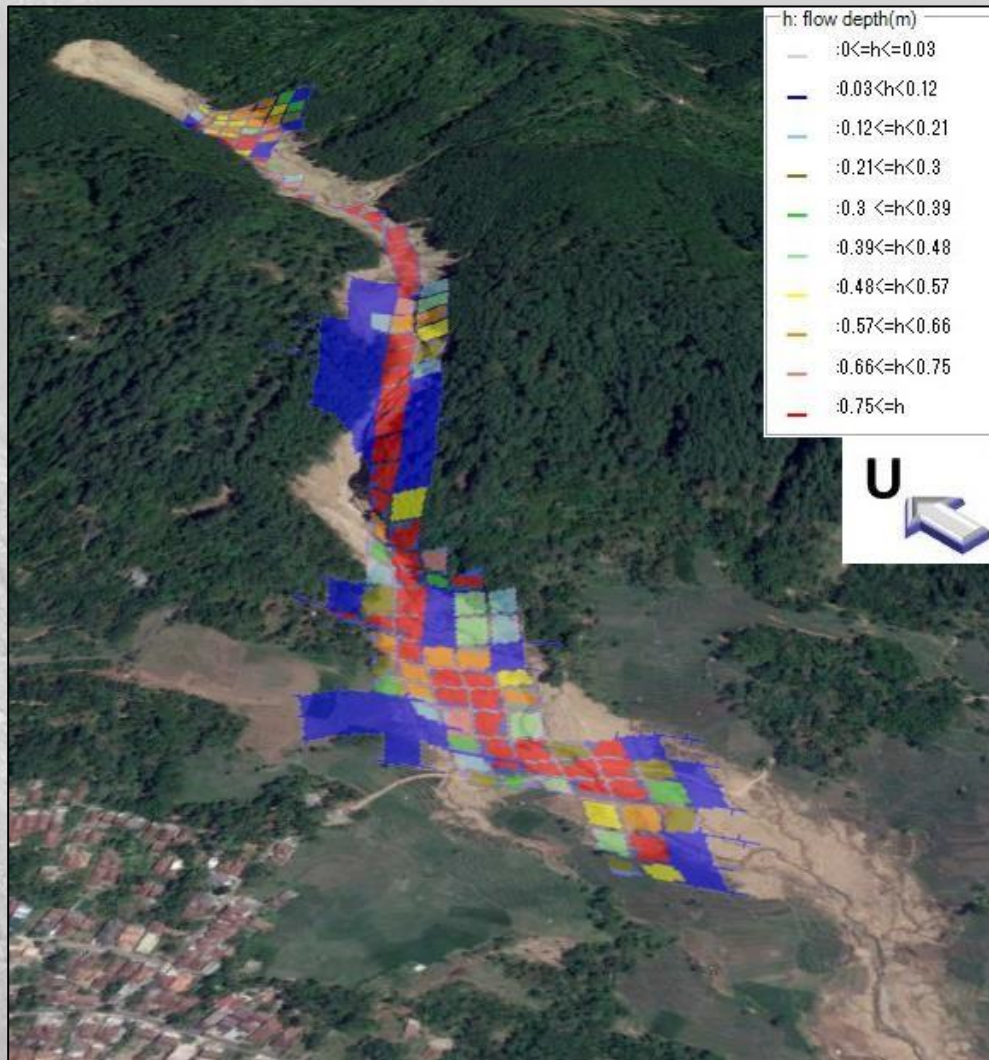 h: flow depth(m)
:0<=h<=0.03
:0.03<h<0.12
:0.12<=h<0.21
:0.21<=h<0.3
:0.3 <=h<0.39
:0.39<=h<0.48
:0.48<=h<0.57
:0.57<=h<0.66
:0.66<=h<0.75
:0.75<=h
U